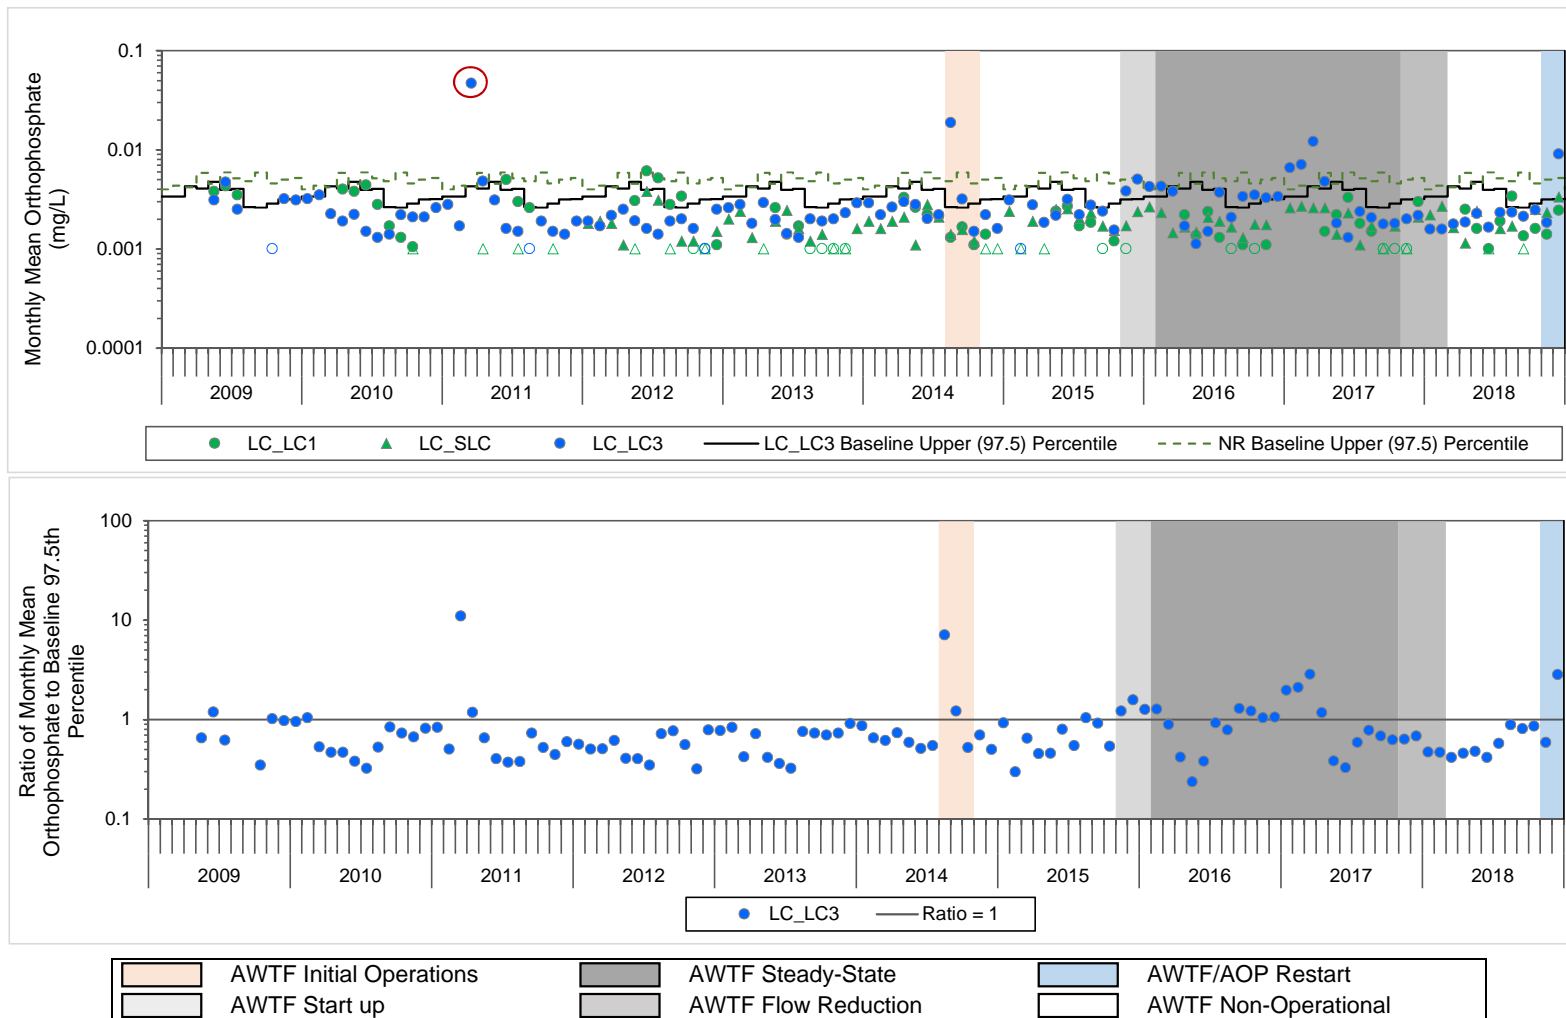 Monthly Mean Orthophosphate
(mg/L)
0.1
0.01
0.001
0.0001
2009 2010 2011 2012 2013 2014 2015 2016 2017 2018
LC_LC1 LC_SLC LC_LC3 LC_LC3 Baseline Upper (97.5) Percentile NR Baseline Upper (97.5) Percentile
Ratio of Monthly Mean
Orthophosphate to Baseline 97.5th
Percentile
100
10
1
0.1
2009 2010 2011 2012 2013 2014 2015 2016 2017 2018
LC_LC3 Ratio = 1
AWTF Initial Operations AWTF Steady-State AWTF/AOP Restart
AWTF Start up AWTF Flow Reduction AWTF Non-Operational